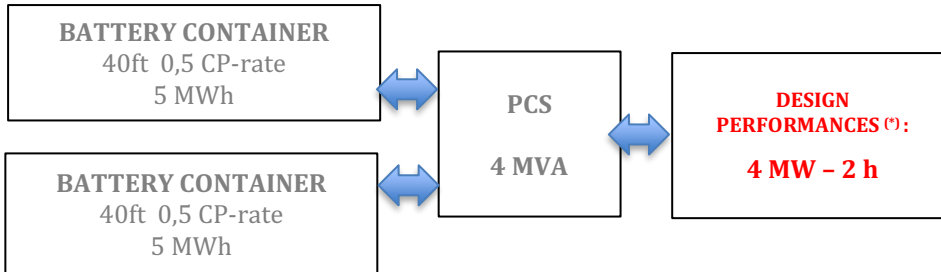 BATTERY CONTAINER
40ft 0,5 CP-rate
5 MWh
BATTERY CONTAINER
40ft 0,5 CP-rate
5 MWh
PCS
4 MVA
DESIGN
PERFORMANCES (*) :
4 MW – 2 h